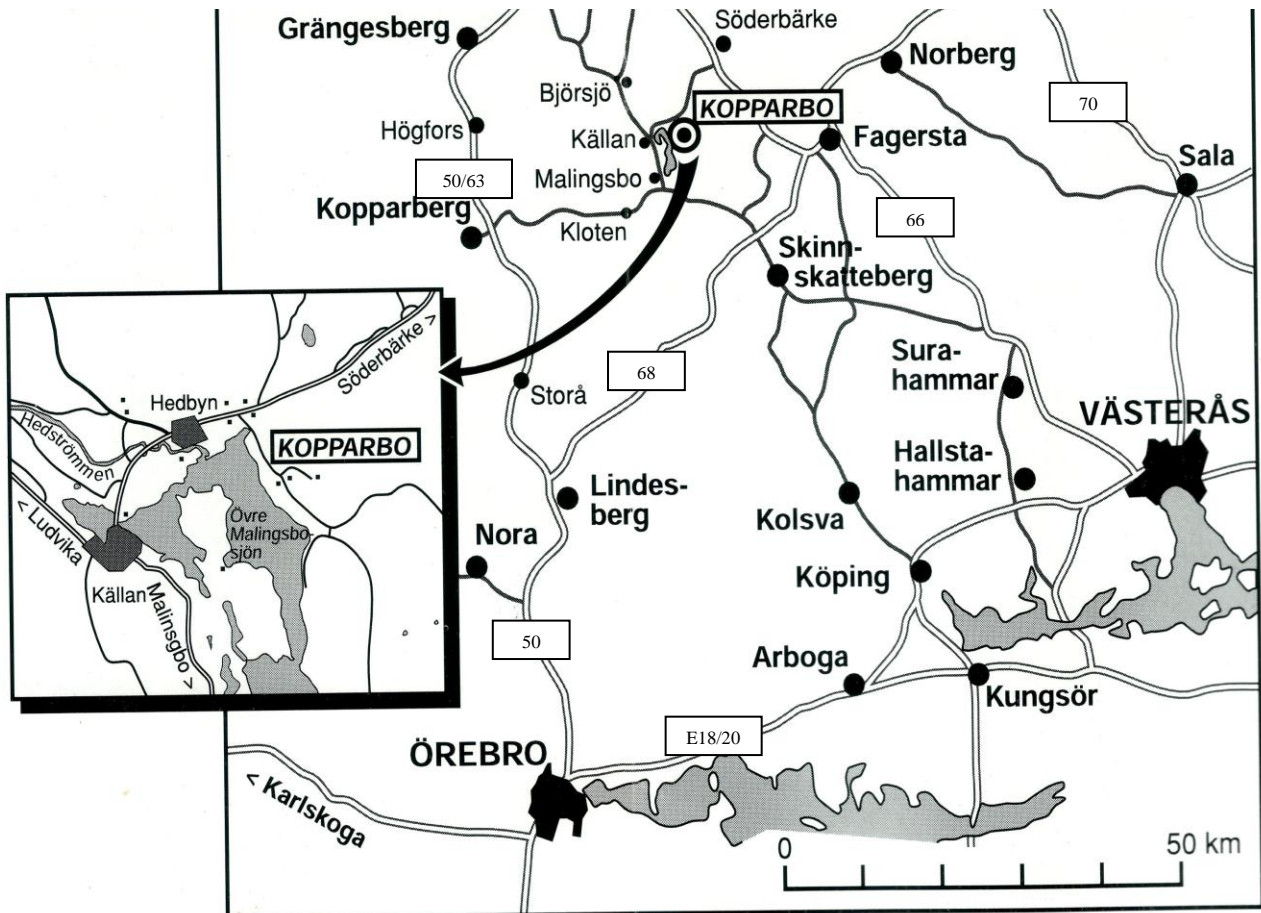 Grängesberg
Söderbärke
Norberg
Björsjö
KOPPARBO
70
Högfors
Källan
Fagersta
Sala
50/63
Malingsbo
Kopparberg
66
Kloten
Skinn-
skatteberg
Söderbärke >
Sura-
hammar
68
Storå
Hedbyn
VÄSTERÅS
Hedströmmen
KOPPARBO
Hallsta-
hammar
Lindes-
berg
Kolsva
< Ludvika
Övre
Malingsbo-
sjön
Nora
Köping
Källan
Malinsgbo >
50
Arboga
Kungsör
E18/20
ÖREBRO
< Karlskoga
0
50 km